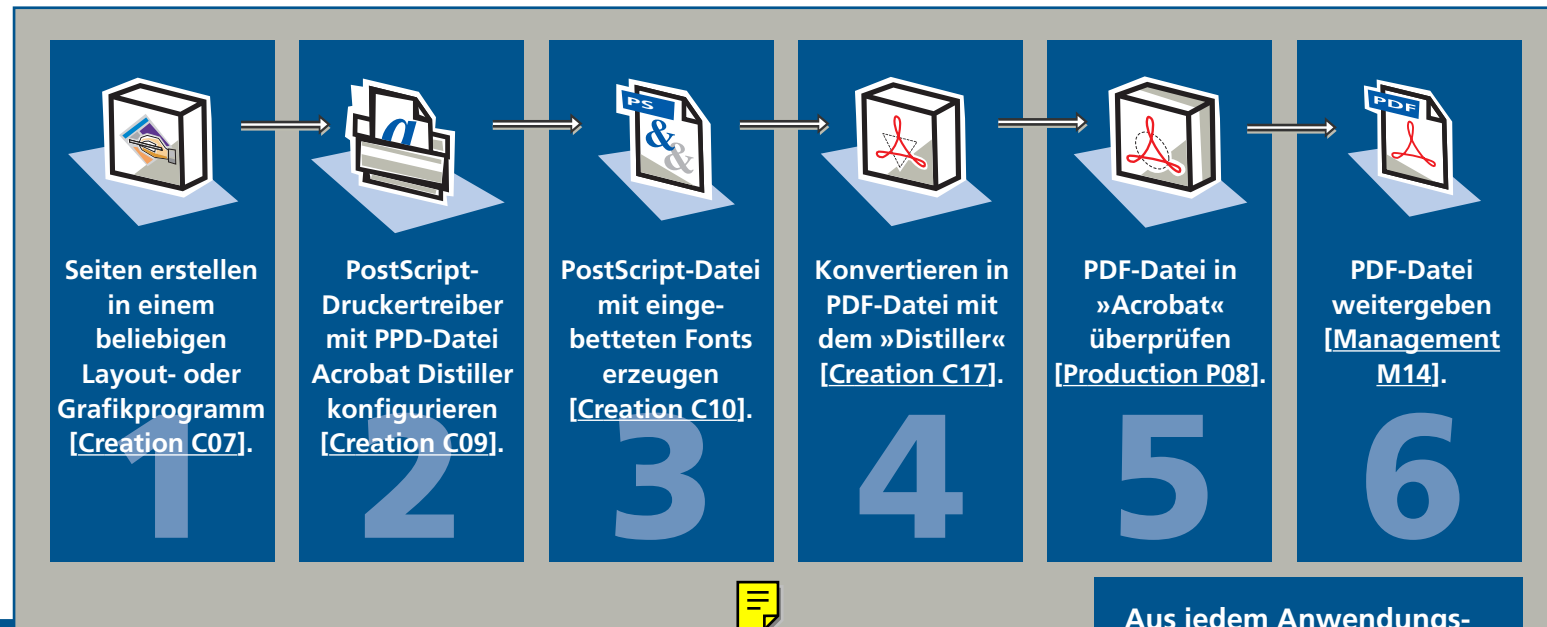 Seiten erstellen
in einem
beliebigen
Layout- oder
Grafikprogramm
[Creation C07].
1
PostScript-
Druckertreiber
mit PPD-Datei
Acrobat Distiller
konfigurieren
[Creation C09].
2
PS
&
&
PostScript-Datei
mit einge-
betteten Fonts
erzeugen
[Creation C10].
3
Konvertieren in
PDF-Datei mit
dem »Distiller«
[Creation C17].
4
PDF-Datei in
»Acrobat«
überprüfen
[Production P08].
5
PDF
PDF-Datei
weitergeben
[Management
M14].
6
a
Aus jedem Anwendungs-